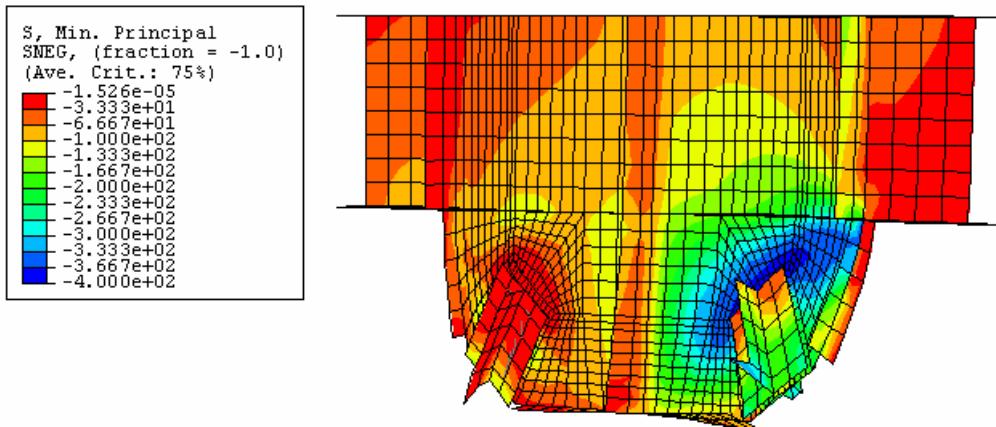 S, Min. Principal
SNEG, (fraction = -1.0)
(Ave. Crit.: 75%)
-1.526e-05
-3.333e+01
-6.667e+01
-1.000e+02
-1.333e+02
-1.667e+02
-2.000e+02
-2.333e+02
-2.667e+02
-3.000e+02
-3.333e+02
-3.667e+02
-4.000e+02